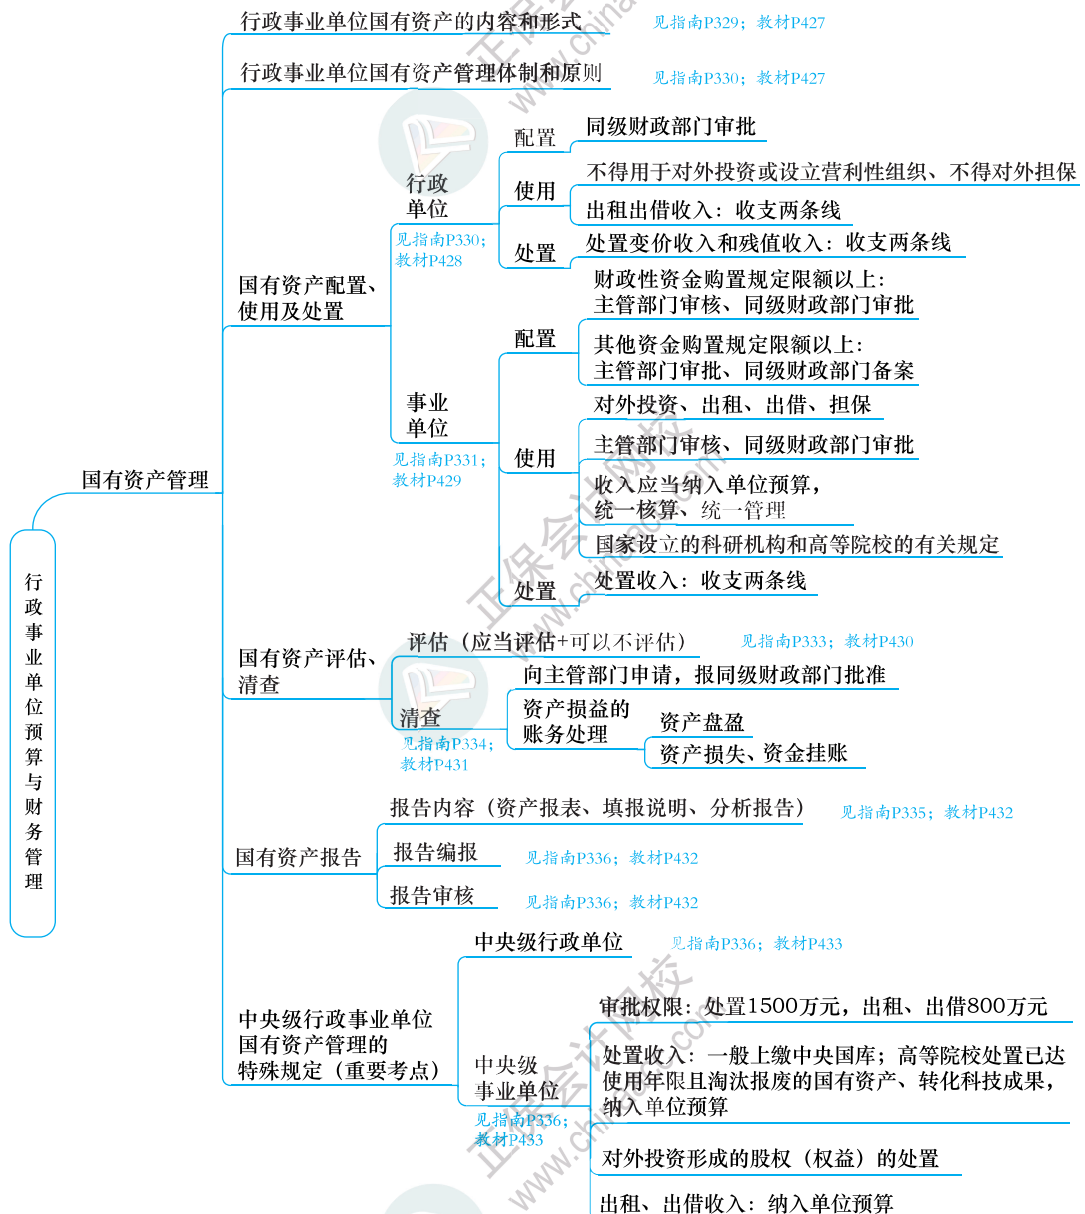 行政事业单位国有资产的内容和形式 见指南P329；教材P427
行政事业单位国有资产管理体制和原则 见指南P330；教材P427
国有资产配置、
使用及处置
行政
单位
见指南P330；
教材P428
配置
同级财政部门审批
使用
不得用于对外投资或设立营利性组织、不得对外担保
出租出借收入：收支两条线
处置
处置变价收入和残值收入：收支两条线
事业
单位
见指南P331；
教材P429
配置
财政性资金购置规定限额以上：
主管部门审核、同级财政部门审批
其他资金购置规定限额以上：
主管部门审批、同级财政部门备案
使用
对外投资、出租、出借、担保
主管部门审核、同级财政部门审批
收入应当纳入单位预算，
统一核算、统一管理
国家设立的科研机构和高等院校的有关规定
处置
处置收入：收支两条线
国有资产管理
行政事业单位预算与财务管理
国有资产评估、
清查
评估（应当评估+可以不评估） 见指南P333；教材P430
清查
见指南P334；
教材P431
向主管部门申请，报同级财政部门批准
资产损益的
账务处理
资产盘盈
资产损失、资金挂账
国有资产报告
报告内容（资产报表、填报说明、分析报告） 见指南P335；教材P432
报告编报 见指南P336；教材P432
报告审核 见指南P336；教材P432
中央级行政事业单位
国有资产管理的
特殊规定（重要考点）
中央级行政单位 见指南P336；教材P433
中央级
事业单位
见指南P336；
教材P433
审批权限：处置1500万元，出租、出借800万元
处置收入：一般上缴中央国库；高等院校处置已达
使用年限且淘汰报废的国有资产、转化科技成果，
纳入单位预算
对外投资形成的股权（权益）的处置
出租、出借收入：纳入单位预算
正保会计网校
www.chinaacc.com